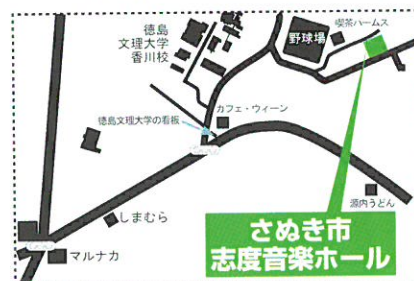 徳島
文理大学
香川校
野球場
喫茶ハームス
カフェ・ウィーン
徳島文理大学の看板
しまむら
マルナカ
源内うどん
さぬき市
志度音楽ホール